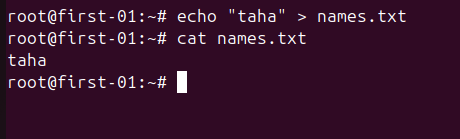 root@first-01:~# echo "taha" > names.txt
root@first-01:~# cat names.txt
taha
root@first-01:~#